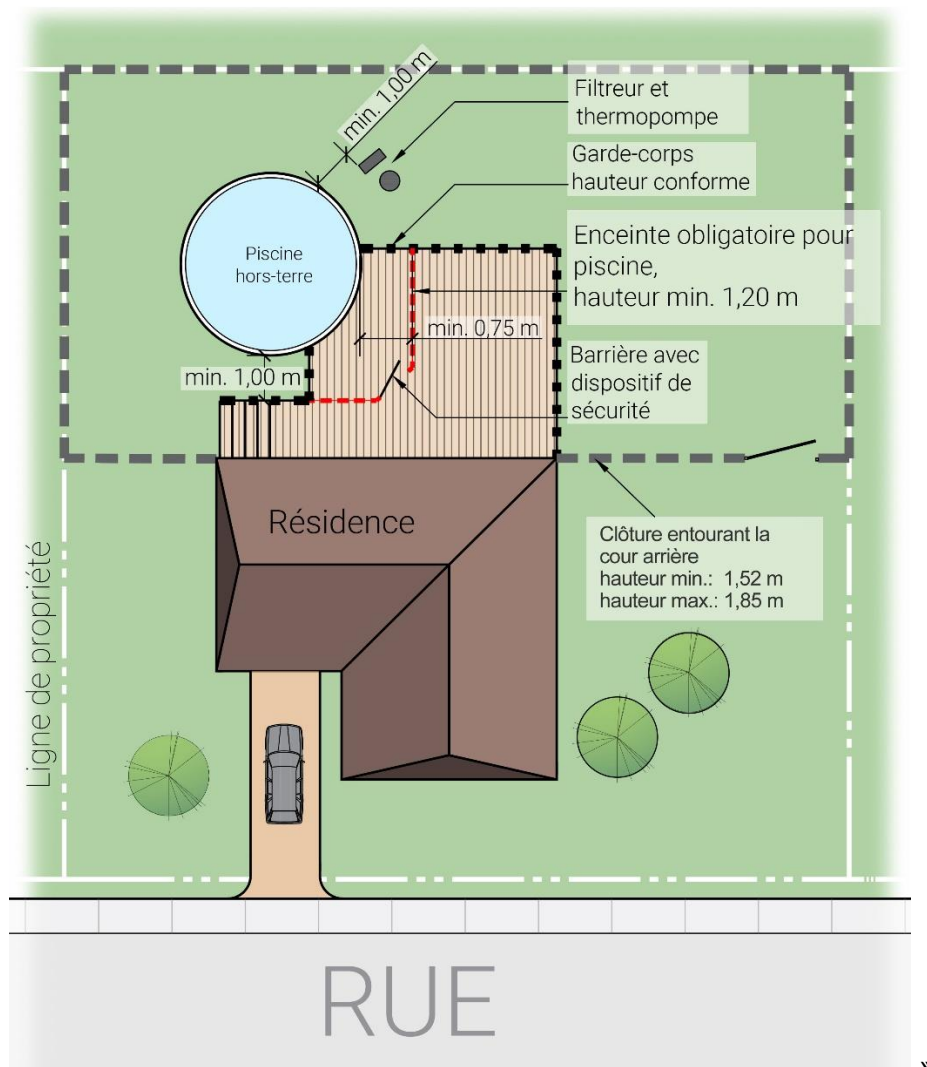 min. 1,00 m
Filtreur et
thermopompe
Garde-corps
hauteur conforme
Enceinte obligatoire pour
piscine,
hauteur min. 1,20 m
Piscine
hors-terre
min. 0,75 m
min. 1,00 m
Barrière avec
dispositif de
sécurité
Résidence
Clôture entourant la
cour arrière
hauteur min.: 1,52 m
hauteur max.: 1,85 m
Ligne de propriété
RUE
»